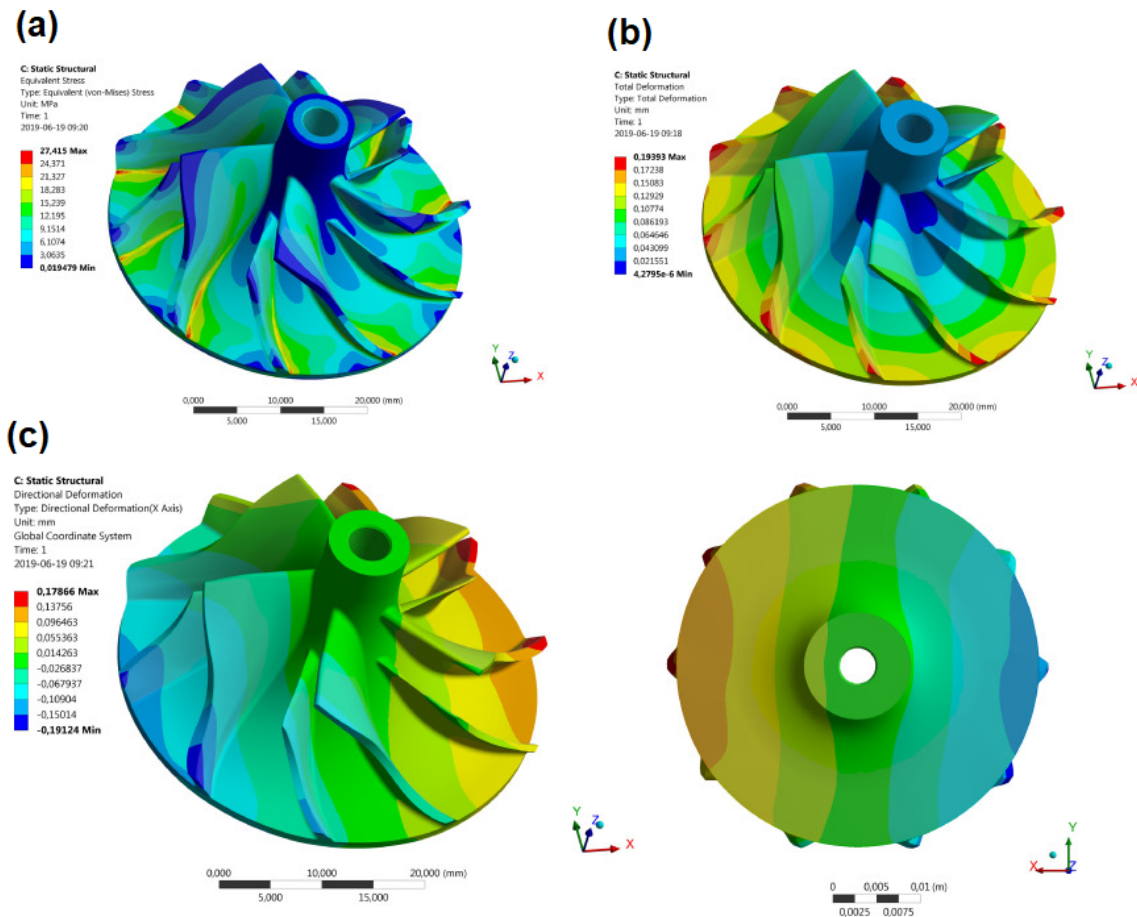 (a)
C: Static Structural
Equivalent Stress
Type: Equivalent (von-Mises) Stress
Unit: MPa
Time: 1
2019-06-19 09:20
27,415 Max
24,371
21,327
18,283
15,239
12,195
9,1514
6,1074
3,0635
0,019479 Min
Y
Z
X
0,000 10,000 20,000 (mm)
5,000 15,000
(b)
C: Static Structural
Total Deformation
Type: Total Deformation
Unit: mm
Time: 1
2019-06-19 09:18
0,19393 Max
0,17238
0,15083
0,12929
0,10774
0,086193
0,064646
0,043099
0,021551
4,2795e-6 Min
Y
Z
X
0,000 10,000 20,000 (mm)
5,000 15,000
(c)
C: Static Structural
Directional Deformation
Type: Directional Deformation(X Axis)
Unit: mm
Global Coordinate System
Time: 1
2019-06-19 09:21
0,17866 Max
0,13756
0,096463
0,055363
0,014263
-0,026837
-0,067937
-0,10904
-0,15014
-0,19124 Min
Y
Z
X
0,000 10,000 20,000 (mm)
5,000 15,000
Y
X
Z
0 0,005 0,01 (m)
0,0025 0,0075